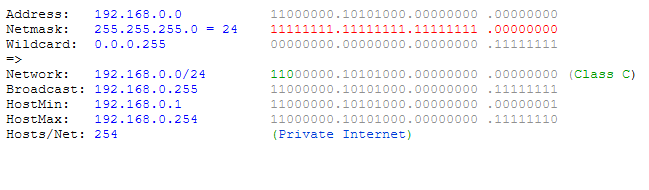 Address: 192.168.0.0 11000000.10101000.00000000 .00000000
Netmask: 255.255.255.0 = 24 11111111.11111111.11111111 .00000000
Wildcard: 0.0.0.255 00000000.00000000.00000000 .11111111
=>
Network: 192.168.0.0/24 11000000.10101000.00000000 .00000000 (Class C)
Broadcast: 192.168.0.255 11000000.10101000.00000000 .11111111
HostMin: 192.168.0.1 11000000.10101000.00000000 .00000001
HostMax: 192.168.0.254 11000000.10101000.00000000 .11111110
Hosts/Net: 254 (Private Internet)